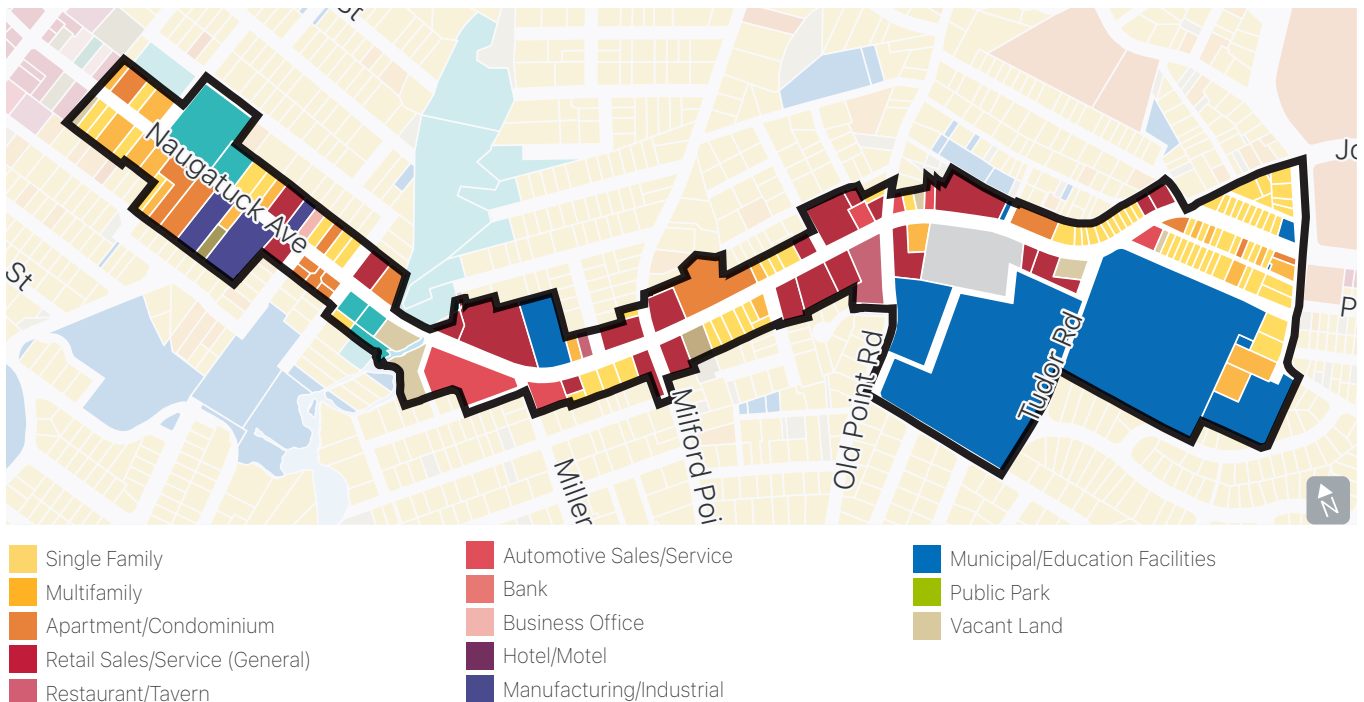 St
Jo
Naugatuck Ave
St
P
Old Point Rd
Tudor Rd
Milford Poi
Miller
N
Single Family
Multifamily
Apartment/Condominium
Retail Sales/Service (General)
Restaurant/Tavern
Automotive Sales/Service
Bank
Business Office
Hotel/Motel
Manufacturing/Industrial
Municipal/Education Facilities
Public Park
Vacant Land